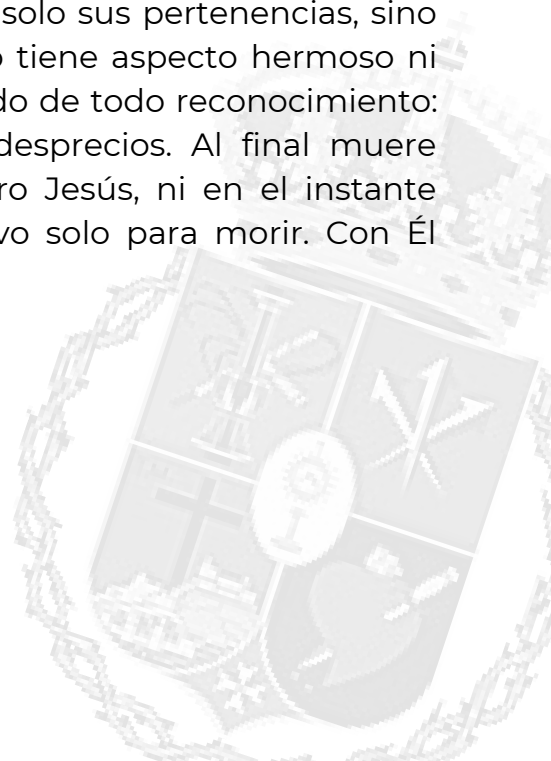 solo sus pertenencias, sino
tiene aspecto hermoso ni
do de todo reconocimiento:
desprecios. Al final muere
ro Jesús, ni en el instante
vo solo para morir. Con Él